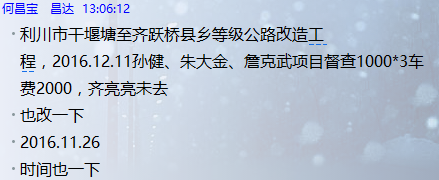 何昌宝 昌达 13:06:12
利川市干堰塘至齐跃桥县乡等级公路改造工
程，2016.12.11孙健、朱大金、詹克武项目督查1000*3车
费2000，齐亮亮未去
也改一下
2016.11.26
时间也一下